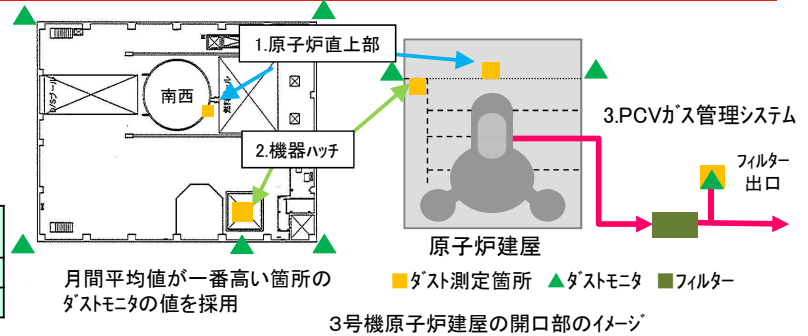 1.原子炉直上部
南西
D/Sプール
2.機器ハッチ
3.PCVガス管理システム
フィルター
出口
原子炉建屋
月間平均値が一番高い箇所の
ダストモニタの値を採用
ダスト測定箇所 ダストモニタ フィルター
3号機原子炉建屋の開口部のイメージ